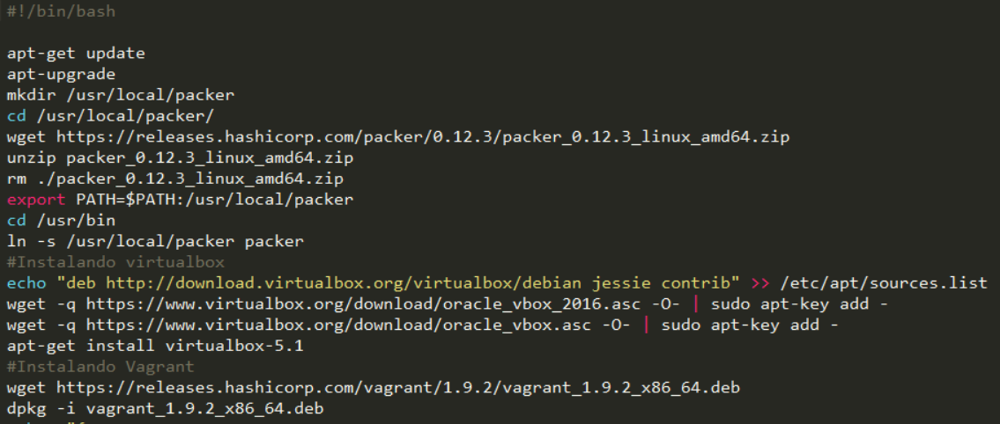 #!/bin/bash
apt-get update
apt-upgrade
mkdir /usr/local/packer
cd /usr/local/packer/
wget https://releases.hashicorp.com/packer/0.12.3/packer_0.12.3_linux_amd64.zip
unzip packer_0.12.3_linux_amd64.zip
rm ./packer_0.12.3_linux_amd64.zip
export PATH=$PATH:/usr/local/packer
cd /usr/bin
ln -s /usr/local/packer packer
#Instalando virtualbox
echo "deb http://download.virtualbox.org/virtualbox/debian jessie contrib" >> /etc/apt/sources.list
wget -q https://www.virtualbox.org/download/oracle_vbox_2016.asc -O- | sudo apt-key add -
wget -q https://www.virtualbox.org/download/oracle_vbox.asc -O- | sudo apt-key add -
apt-get install virtualbox-5.1
#Instalando Vagrant
wget https://releases.hashicorp.com/vagrant/1.9.2/vagrant_1.9.2_x86_64.deb
dpkg -i vagrant_1.9.2_x86_64.deb